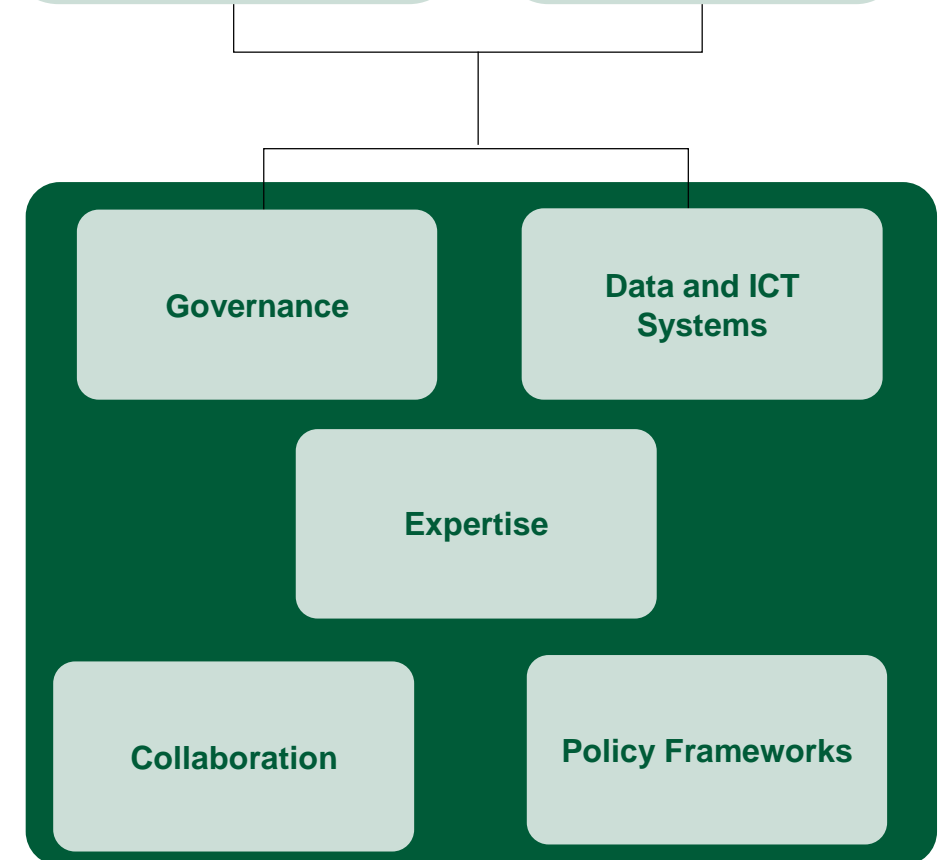 Governance
Data and ICT
Systems
Expertise
Collaboration
Policy Frameworks